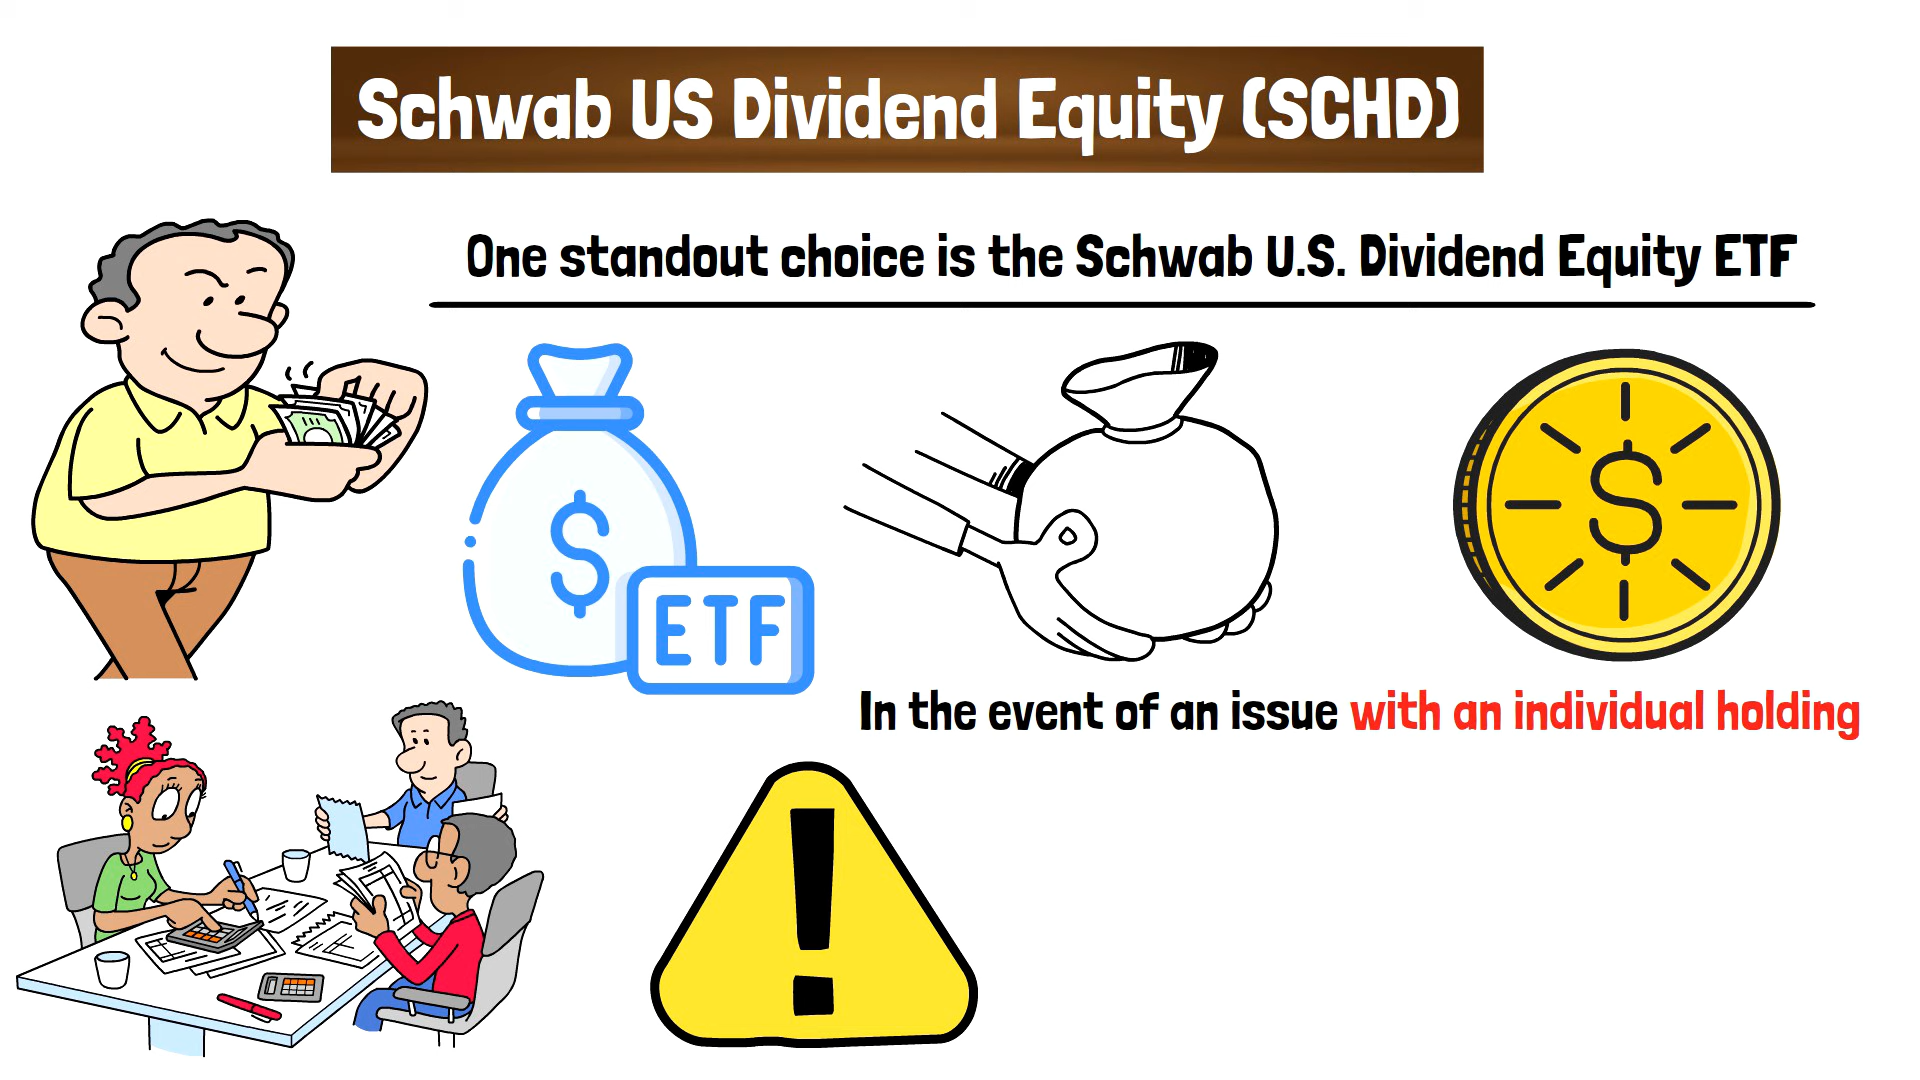 Schwab US Dividend Equity (SCHD)
One standout choice is the Schwab U.S. Dividend Equity ETF
$
ETF
$
In the event of an issue with an individual holding
!